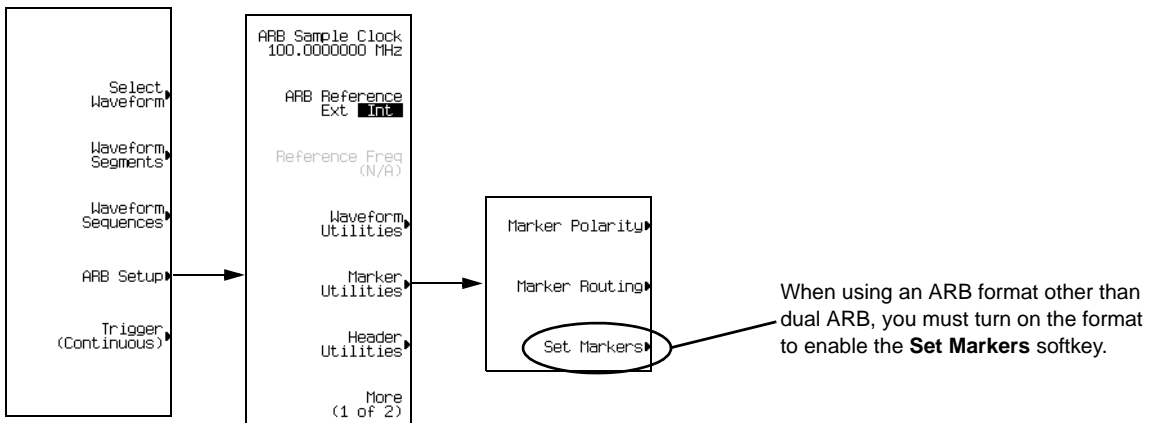 Select
Waveform
Waveform
Segments
Waveform
Sequences
ARB Setup
Trigger
(Continuous)
ARB Sample Clock
100.0000000 MHz
ARB Reference
Ext Int
Reference Freq
(N/A)
Waveform
Utilities
Marker
Utilities
Header
Utilities
More
(1 of 2)
Marker Polarity
Marker Routing
Set Markers
When using an ARB format other than
dual ARB, you must turn on the format
to enable the Set Markers softkey.